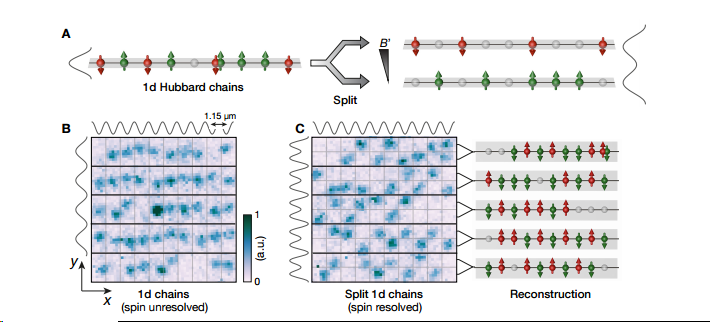 A
B'
1d Hubbard chains
Split
B
1.15 µm
C
1
(a.u.)
0
y
x
1d chains
(spin unresolved)
Split 1d chains
(spin resolved)
Reconstruction